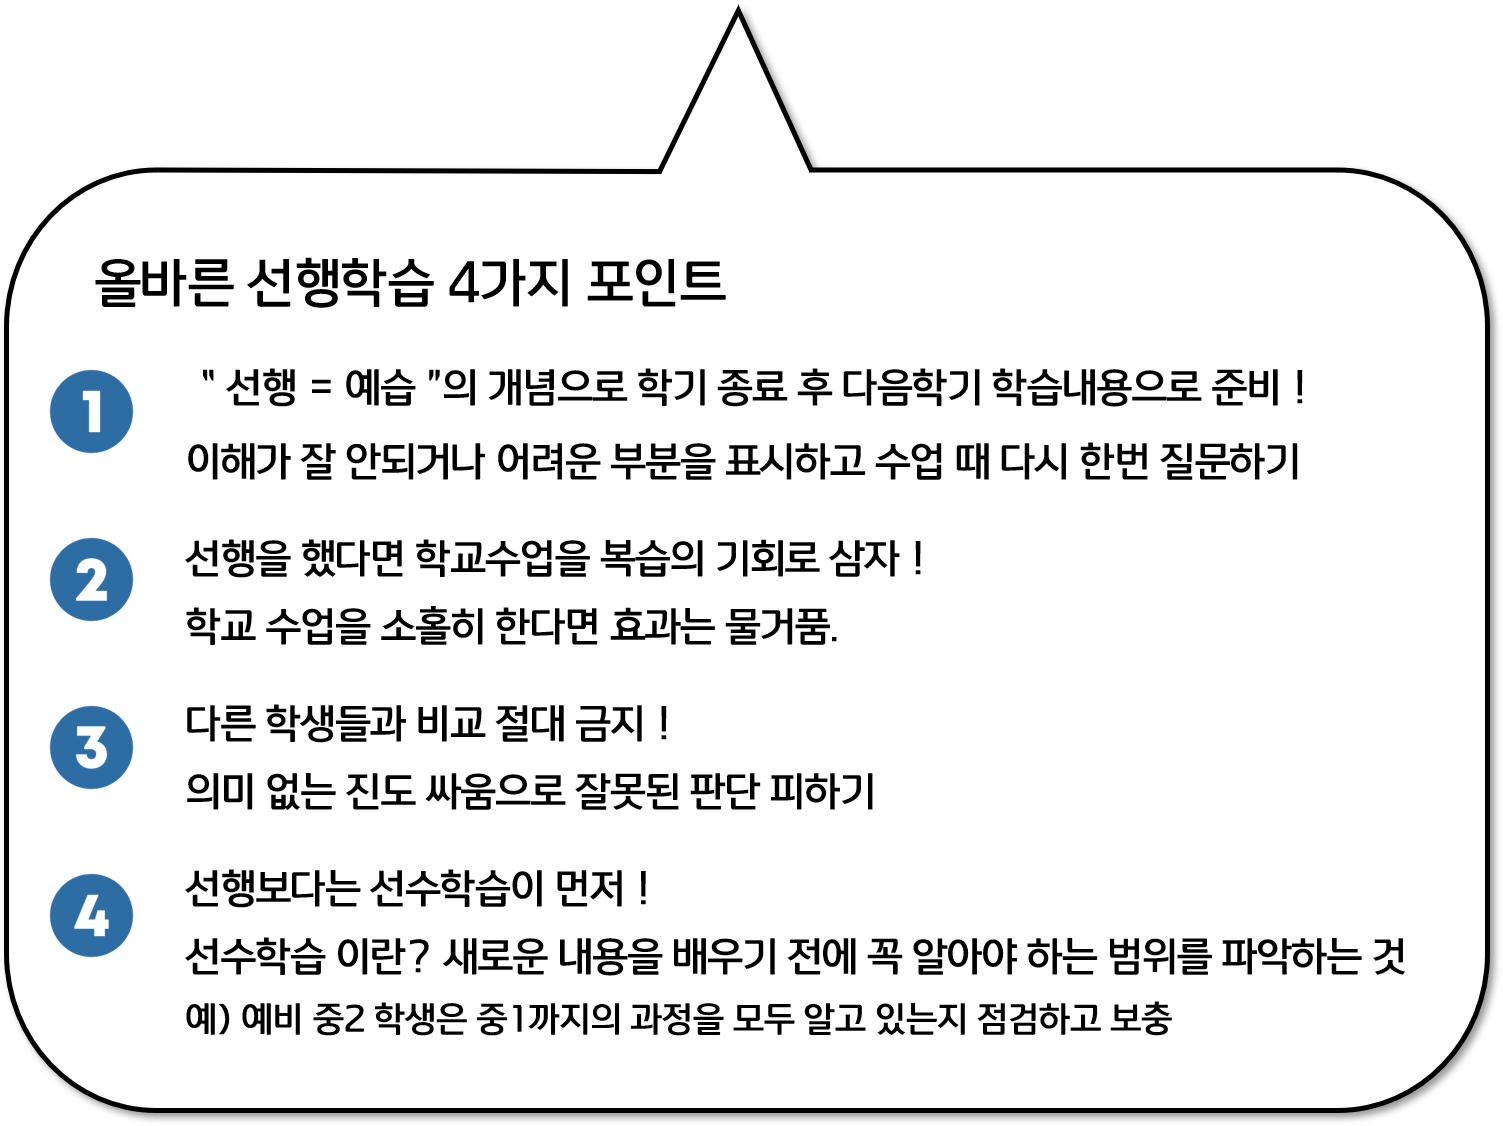 올바른 선행학습 4가지 포인트
1
" 선행 = 예습 "의 개념으로 학기 종료 후 다음학기 학습내용으로 준비 !
이해가 잘 안되거나 어려운 부분을 표시하고 수업 때 다시 한번 질문하기
2
선행을 했다면 학교수업을 복습의 기회로 삼자 !
학교 수업을 소홀히 한다면 효과는 물거품.
3
다른 학생들과 비교 절대 금지 !
의미 없는 진도 싸움으로 잘못된 판단 피하기
4
선행보다는 선수학습이 먼저 !
선수학습 이란? 새로운 내용을 배우기 전에 꼭 알아야 하는 범위를 파악하는 것
예) 예비 중2 학생은 중1까지의 과정을 모두 알고 있는지 점검하고 보충